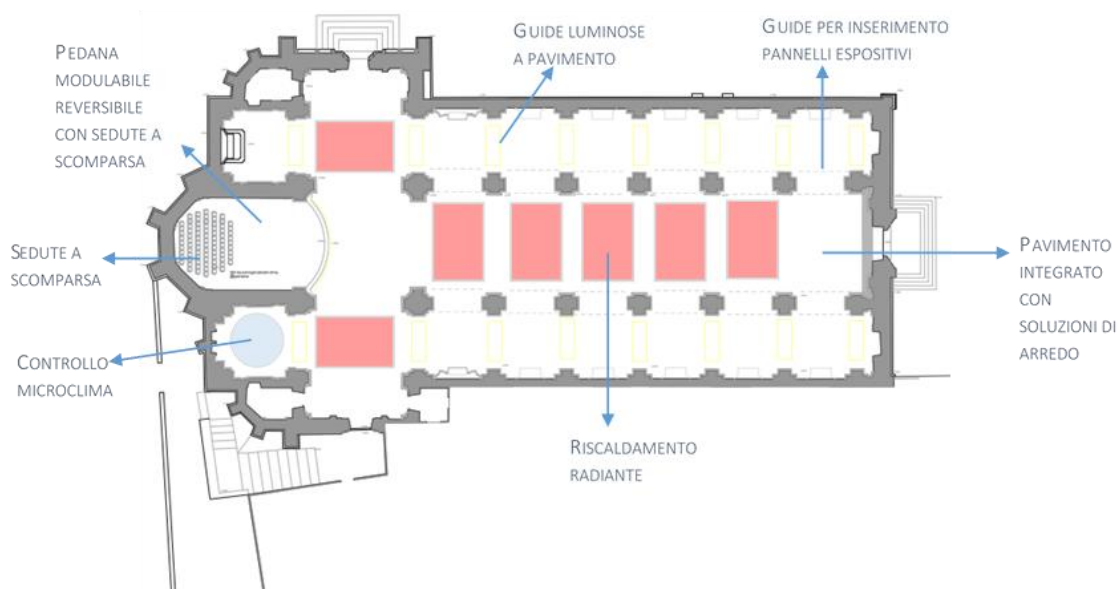 PEDANA
MODULABILE
REVERSIBILE
CON SEDUTE A
SCOMPARSA
GUIDE LUMINOSE
A PAVIMENTO
GUIDE PER INSERIMENTO
PANNELLI ESPOSITIVI
SEDUTE A
SCOMPARSA
PAVIMENTO
INTEGRATO
CON
SOLUZIONI DI
ARREDO
CONTROLLO
MICROCLIMA
RISCALDAMENTO
RADIANTE